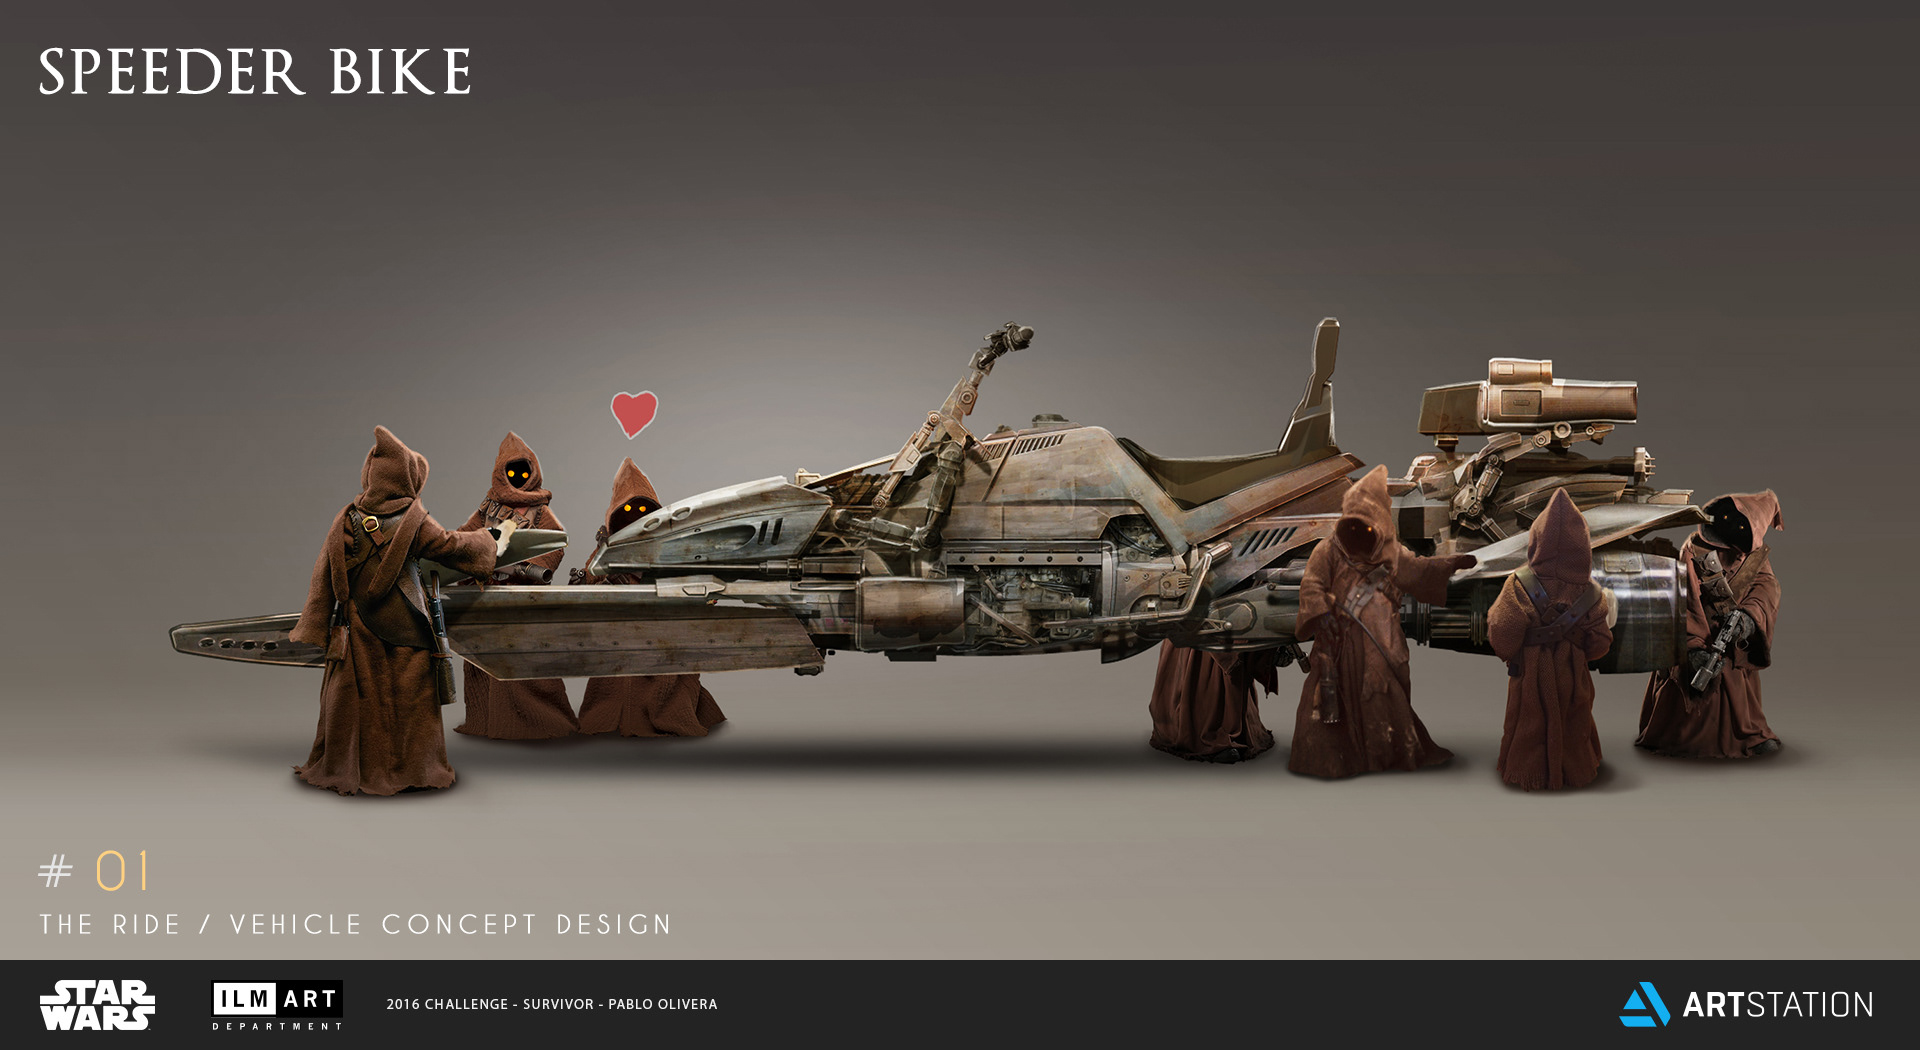 SPEEDER BIKE
# 01
THE RIDE / VEHICLE CONCEPT DESIGN
STAR WARS
ILM ART
DEPARTMENT
2016 CHALLENGE - SURVIVOR - PABLO OLIVERA
ARTSTATION